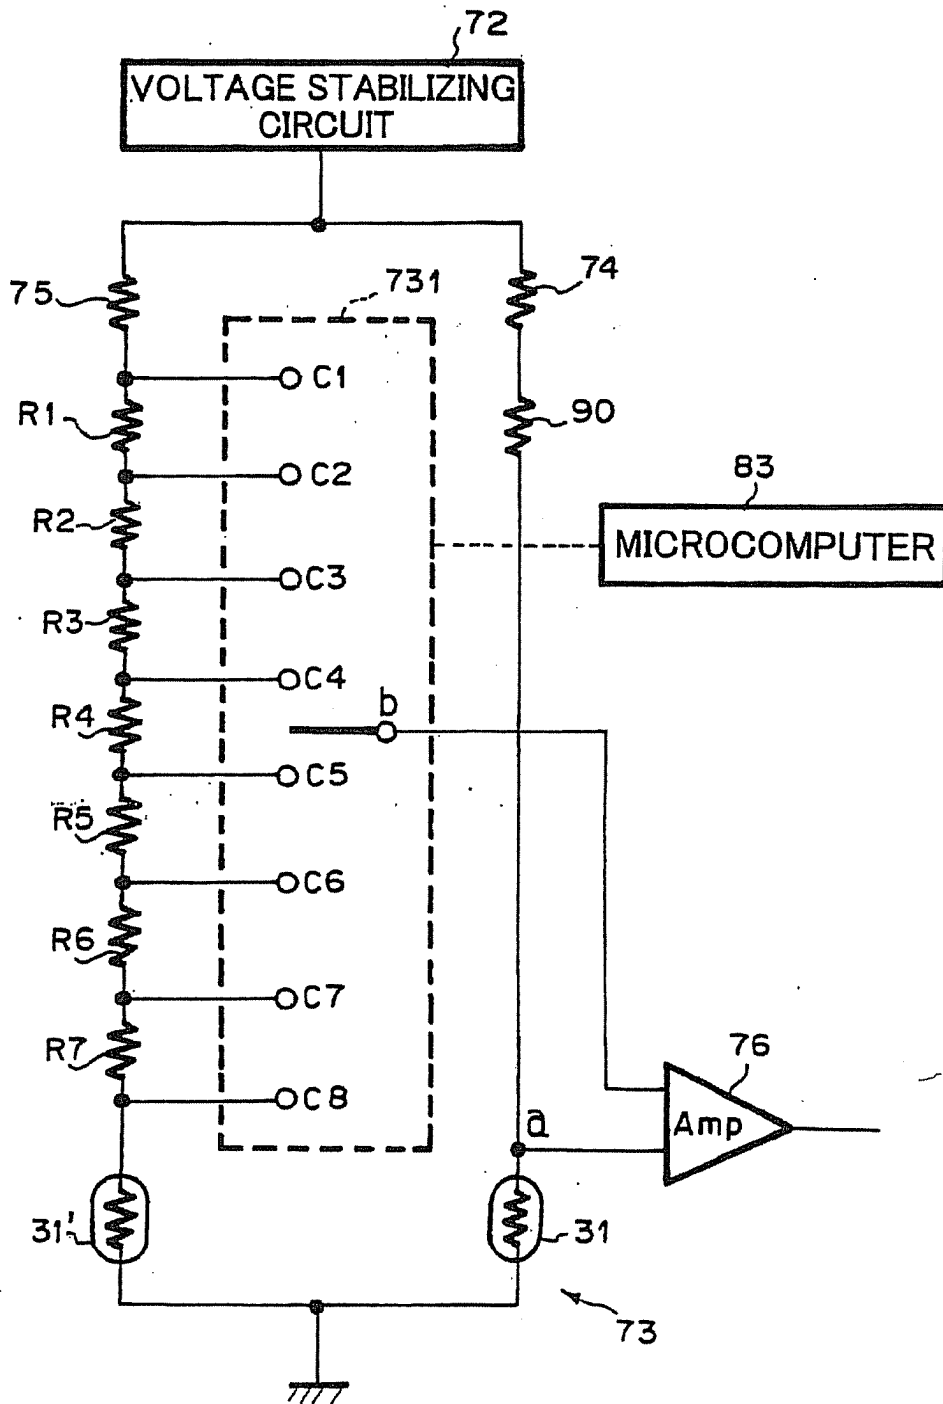 72
VOLTAGE STABILIZING
CIRCUIT
75
731
74
C1
R1
90
C2
83
R2
MICROCOMPUTER
C3
R3
C4
R4
b
C5
R5
C6
R6
C7
R7
76
C8
a
Amp
31'
31
73